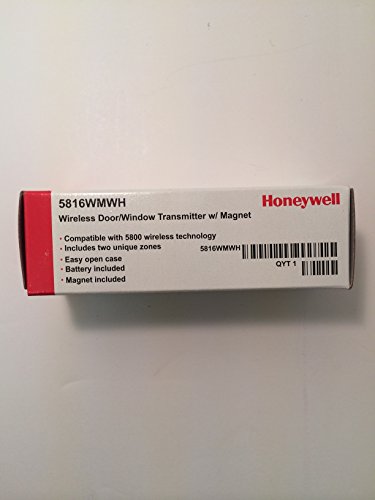 5816WMWH
Honeywell
Wireless Door/Window Transmitter w/ Magnet
• Compatible with 5800 wireless technology
• Includes two unique zones
5816WMWH
• Easy open case
QYT 1
• Battery included
• Magnet included